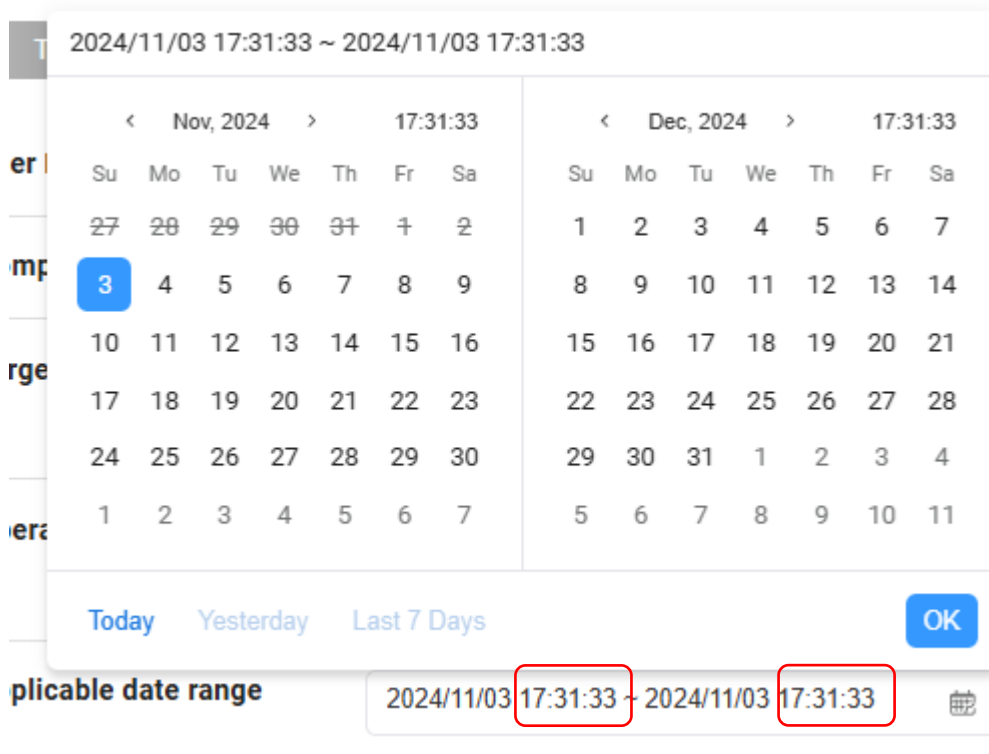 T
2024/11/03 17:31:33 ~ 2024/11/03 17:31:33
< Nov, 2024 > 17:31:33
Su Mo Tu We Th Fr Sa
27 28 29 30 31 1 2
3 4 5 6 7 8 9
10 11 12 13 14 15 16
17 18 19 20 21 22 23
24 25 26 27 28 29 30
1 2 3 4 5 6 7
< Dec, 2024 > 17:31:33
Su Mo Tu We Th Fr Sa
1 2 3 4 5 6 7
8 9 10 11 12 13 14
15 16 17 18 19 20 21
22 23 24 25 26 27 28
29 30 31 1 2 3 4
5 6 7 8 9 10 11
er
omp
rge
era
Today Yesterday Last 7 Days OK
plicable date range 2024/11/03 17:31:33 ~ 2024/11/03 17:31:33